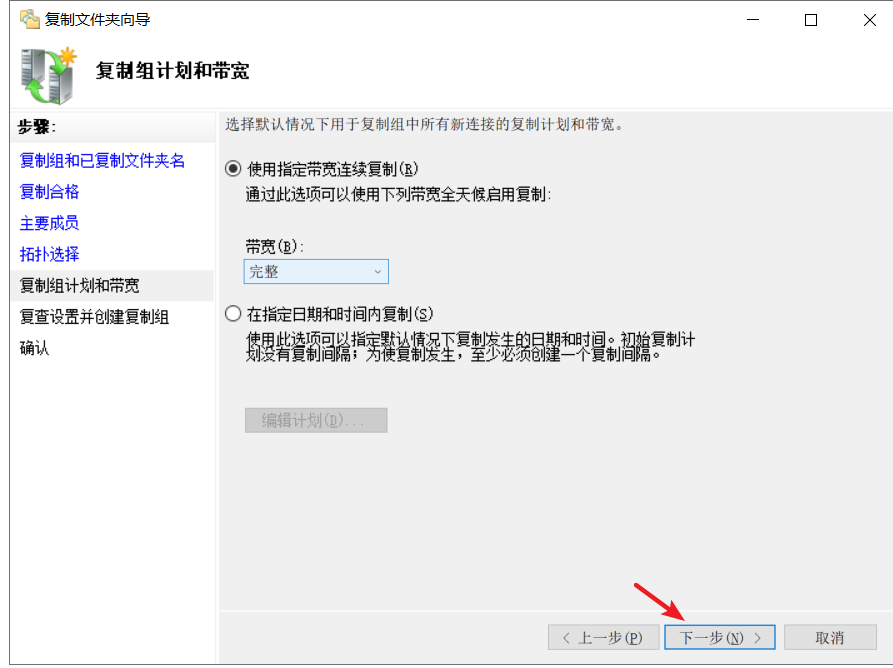 复制文件夹向导
复制组计划和带宽
步骤:
复制组和已复制文件夹名
复制合格
主要成员
拓扑选择
复制组计划和带宽
复查设置并创建复制组
确认
选择默认情况下用于复制组中所有新连接的复制计划和带宽。
使用指定带宽连续复制(R)
通过此选项可以使用下列带宽全天候启用复制:
带宽(B):
完整
在指定日期和时间内复制(S)
使用此选项可以指定默认情况下复制发生的日期和时间。初始复制计
划没有复制间隔；为使复制发生，至少必须创建一个复制间隔。
编辑计划(D)...
< 上一步(P)
下一步(N) >
取消